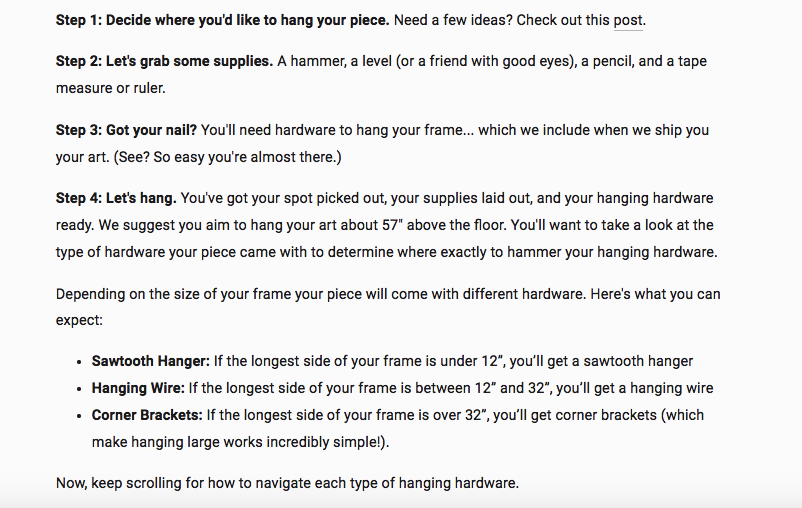 Step 1: Decide where you'd like to hang your piece. Need a few ideas? Check out this post.
Step 2: Let's grab some supplies. A hammer, a level (or a friend with good eyes), a pencil, and a tape
measure or ruler.
Step 3: Got your nail? You'll need hardware to hang your frame... which we include when we ship you
your art. (See? So easy you're almost there.)
Step 4: Let's hang. You've got your spot picked out, your supplies laid out, and your hanging hardware
ready. We suggest you aim to hang your art about 57" above the floor. You'll want to take a look at the
type of hardware your piece came with to determine where exactly to hammer your hanging hardware.
Depending on the size of your frame your piece will come with different hardware. Here's what you can
expect:
• Sawtooth Hanger: If the longest side of your frame is under 12”, you’ll get a sawtooth hanger
• Hanging Wire: If the longest side of your frame is between 12” and 32”, you’ll get a hanging wire
• Corner Brackets: If the longest side of your frame is over 32”, you’ll get corner brackets (which
make hanging large works incredibly simple!).
Now, keep scrolling for how to navigate each type of hanging hardware.